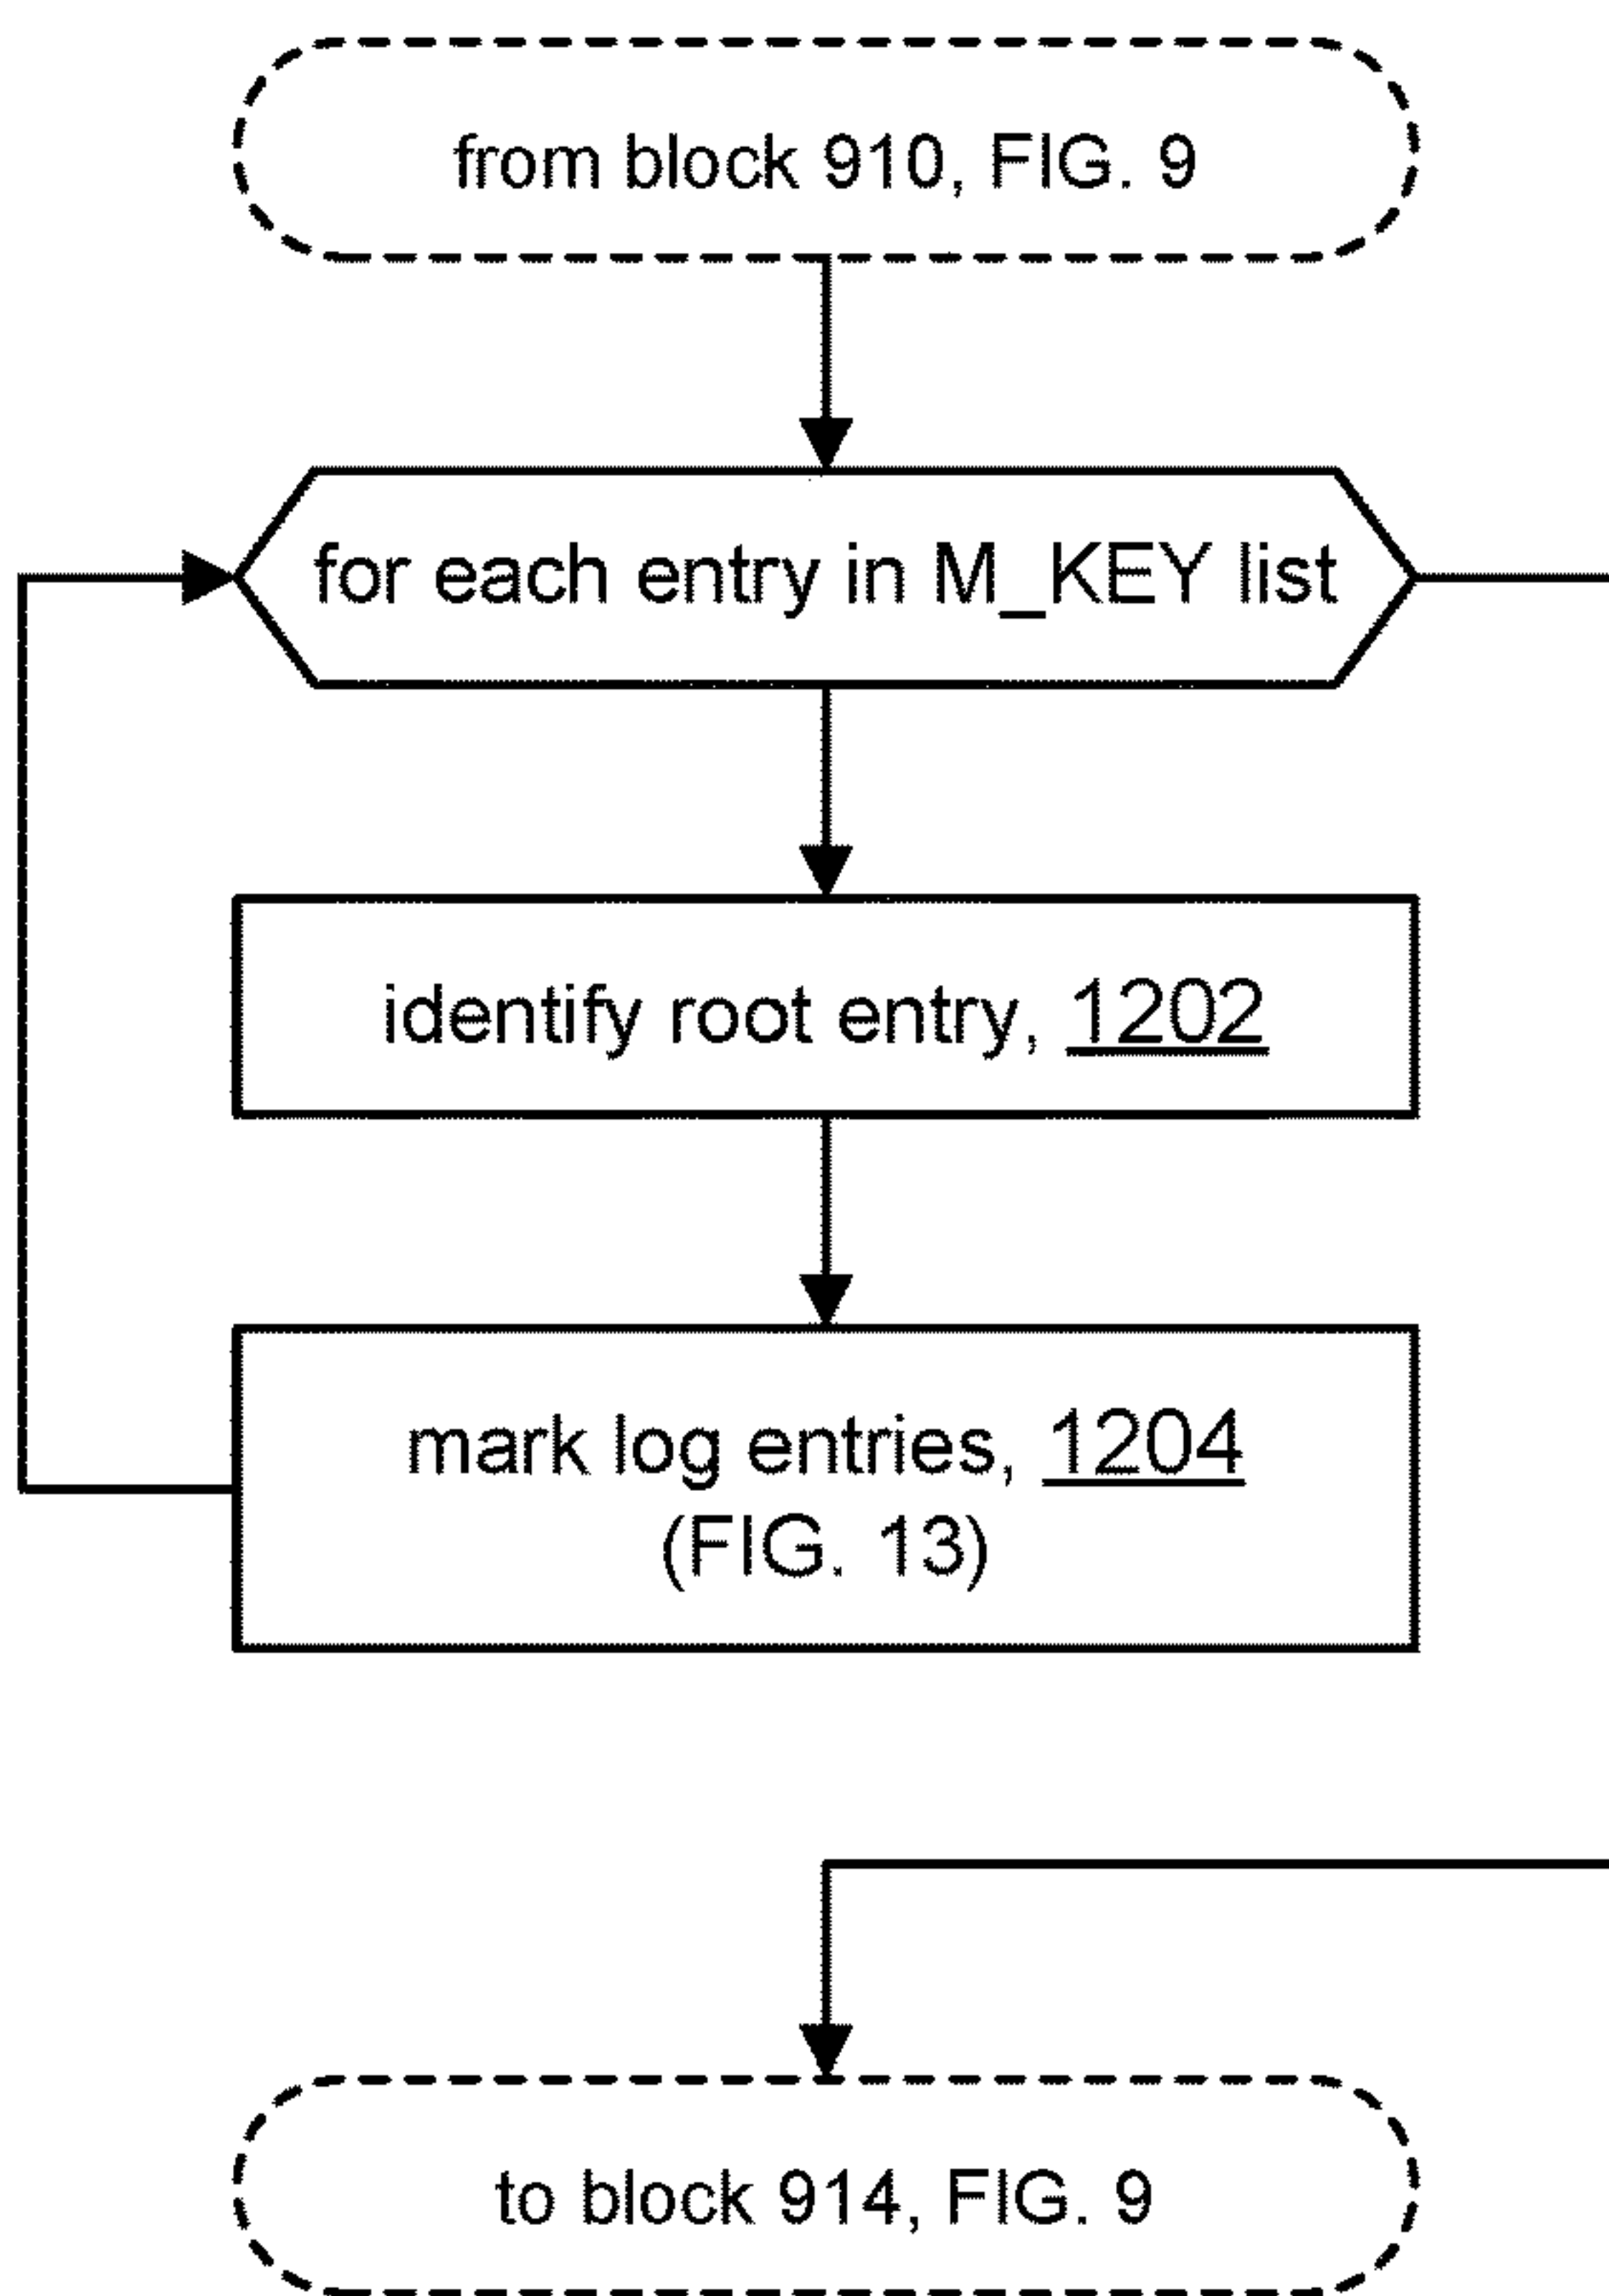 from block 910, FIG. 9
for each entry in M_KEY list
identify root entry, 1202
mark log entries, 1204
(FIG. 13)
to block 914, FIG. 9